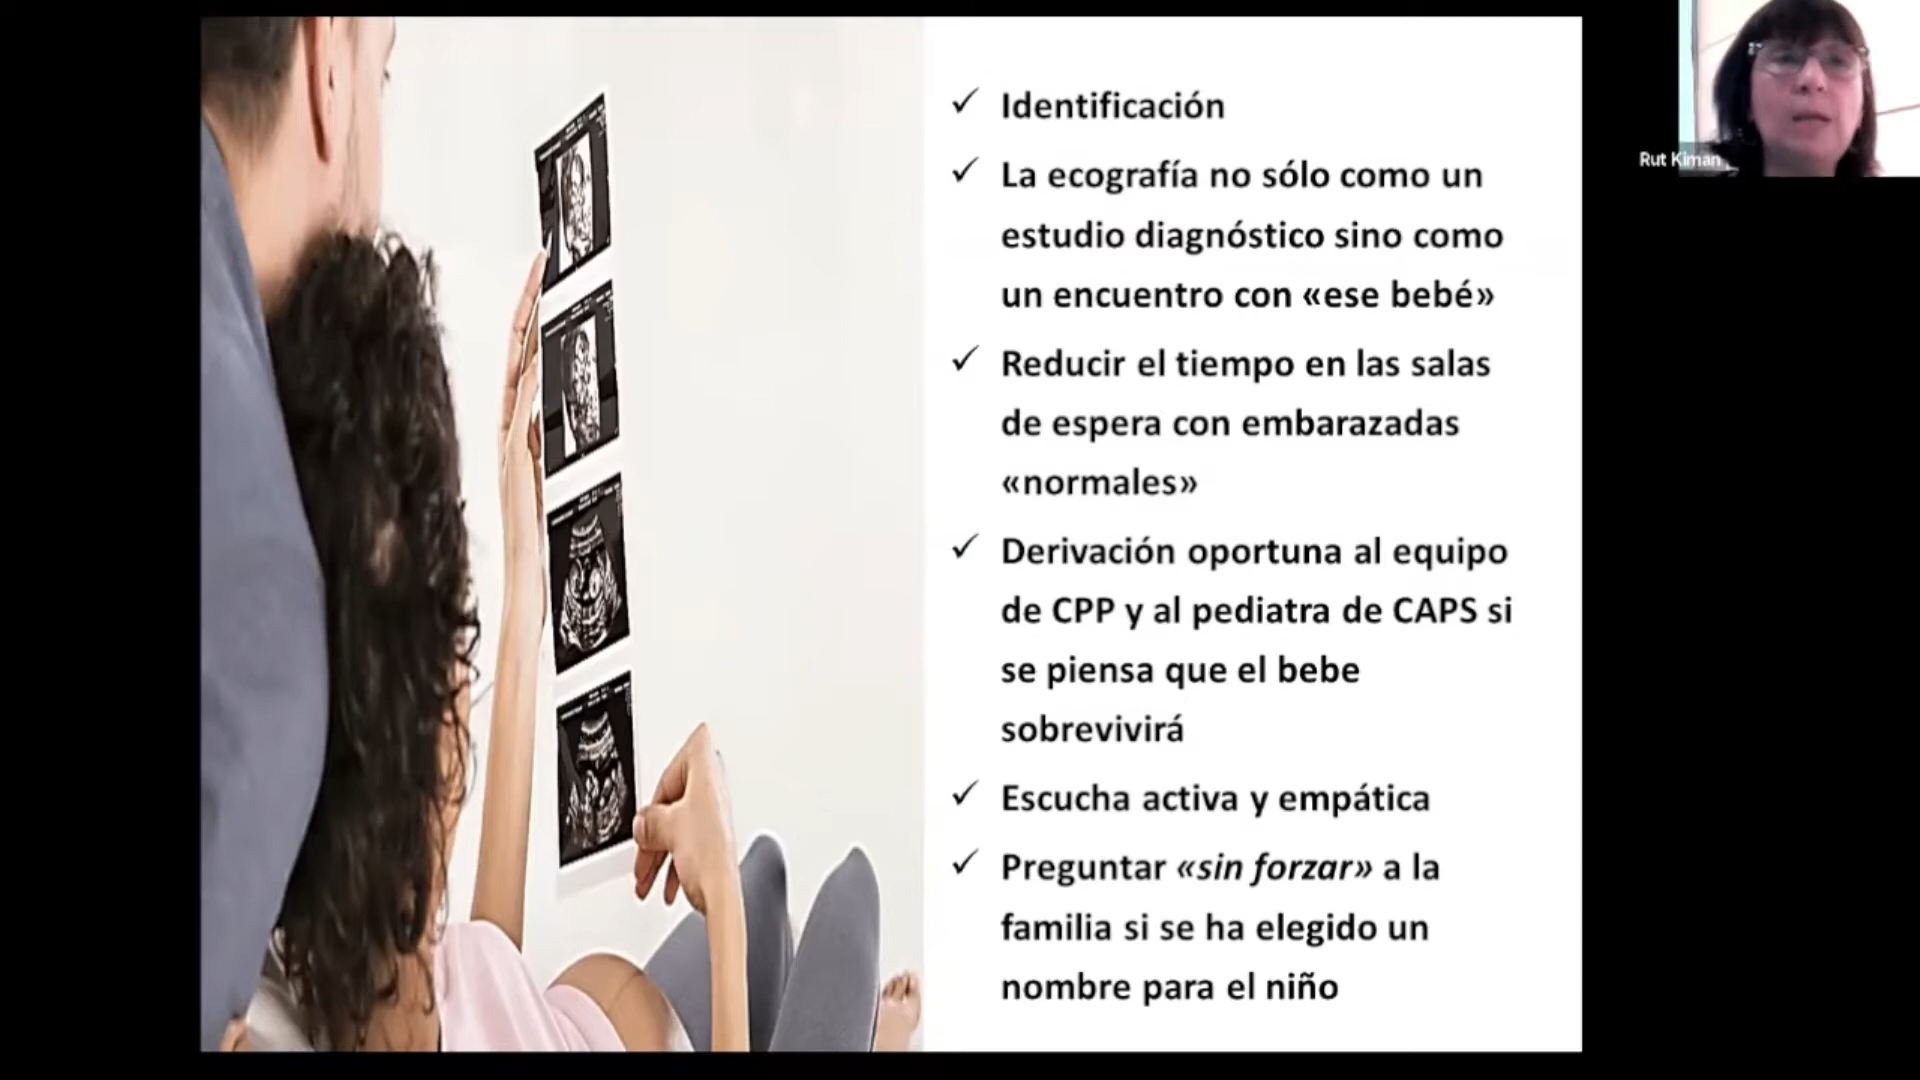 ✓ Identificación
✓ La ecografía no sólo como un
estudio diagnóstico sino como
un encuentro con «ese bebé»
✓ Reducir el tiempo en las salas
de espera con embarazadas
«normales»
✓ Derivación oportuna al equipo
de CPP y al pediatra de CAPS si
se piensa que el bebe
sobrevivirá
✓ Escucha activa y empática
✓ Preguntar «sin forzar» a la
familia si se ha elegido un
nombre para el niño
Rut Kiman